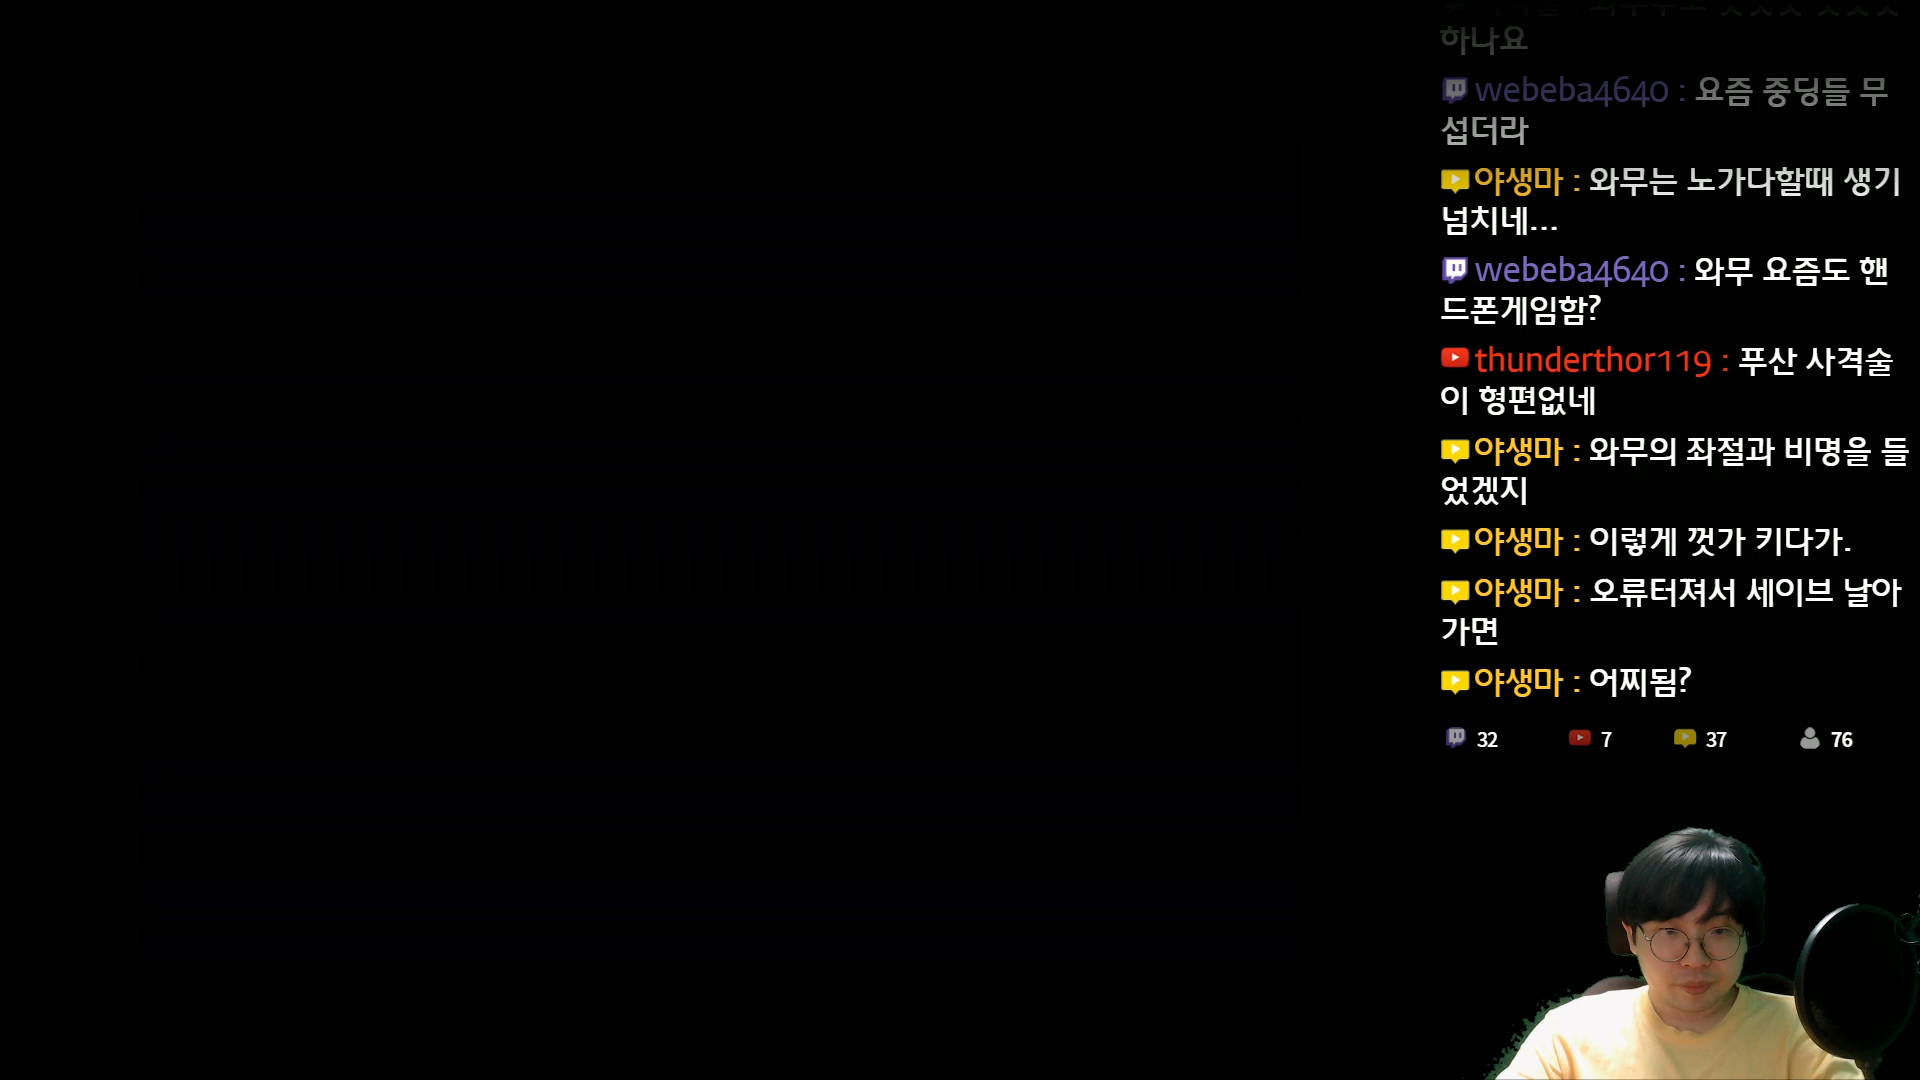 하나요
webeba4640 : 요즘 중딩들 무
섭더라
야생마 : 와무는 노가다할때 생기
넘치네...
webeba4640 : 와무 요즘도 핸
드폰게임함?
thunderthor119 : 푸산 사격술
이 형편없네
야생마 : 와무의 좌절과 비명을 들
었겠지
야생마 : 이렇게 껏가 키다가.
야생마 : 오류터져서 세이브 날아
가면
야생마 : 어찌됨?
32 7 37 76